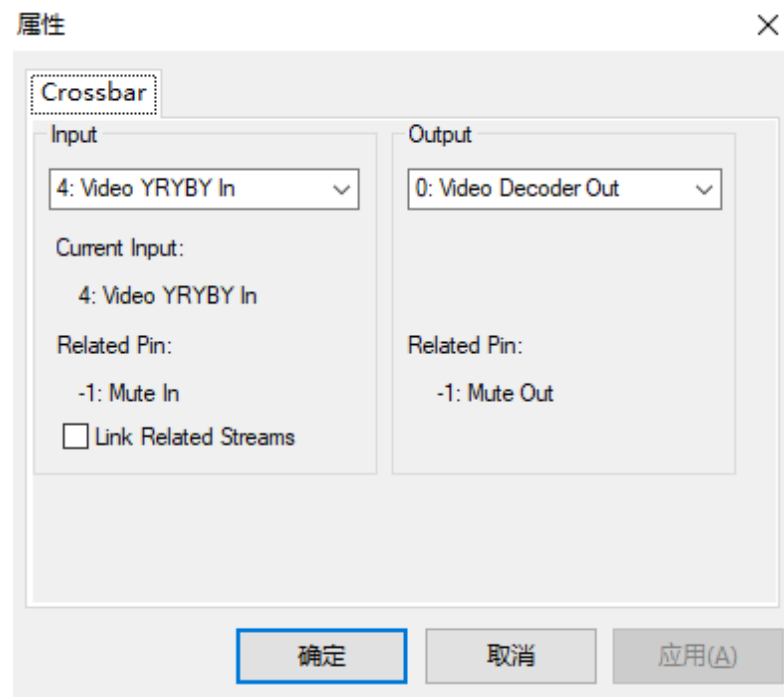 属性
Crossbar
Input
4: Video YRYBY In
Current Input:
4: Video YRYBY In
Related Pin:
-1: Mute In
Link Related Streams
Output
0: Video Decoder Out
Related Pin:
-1: Mute Out
确定
取消
应用(A)